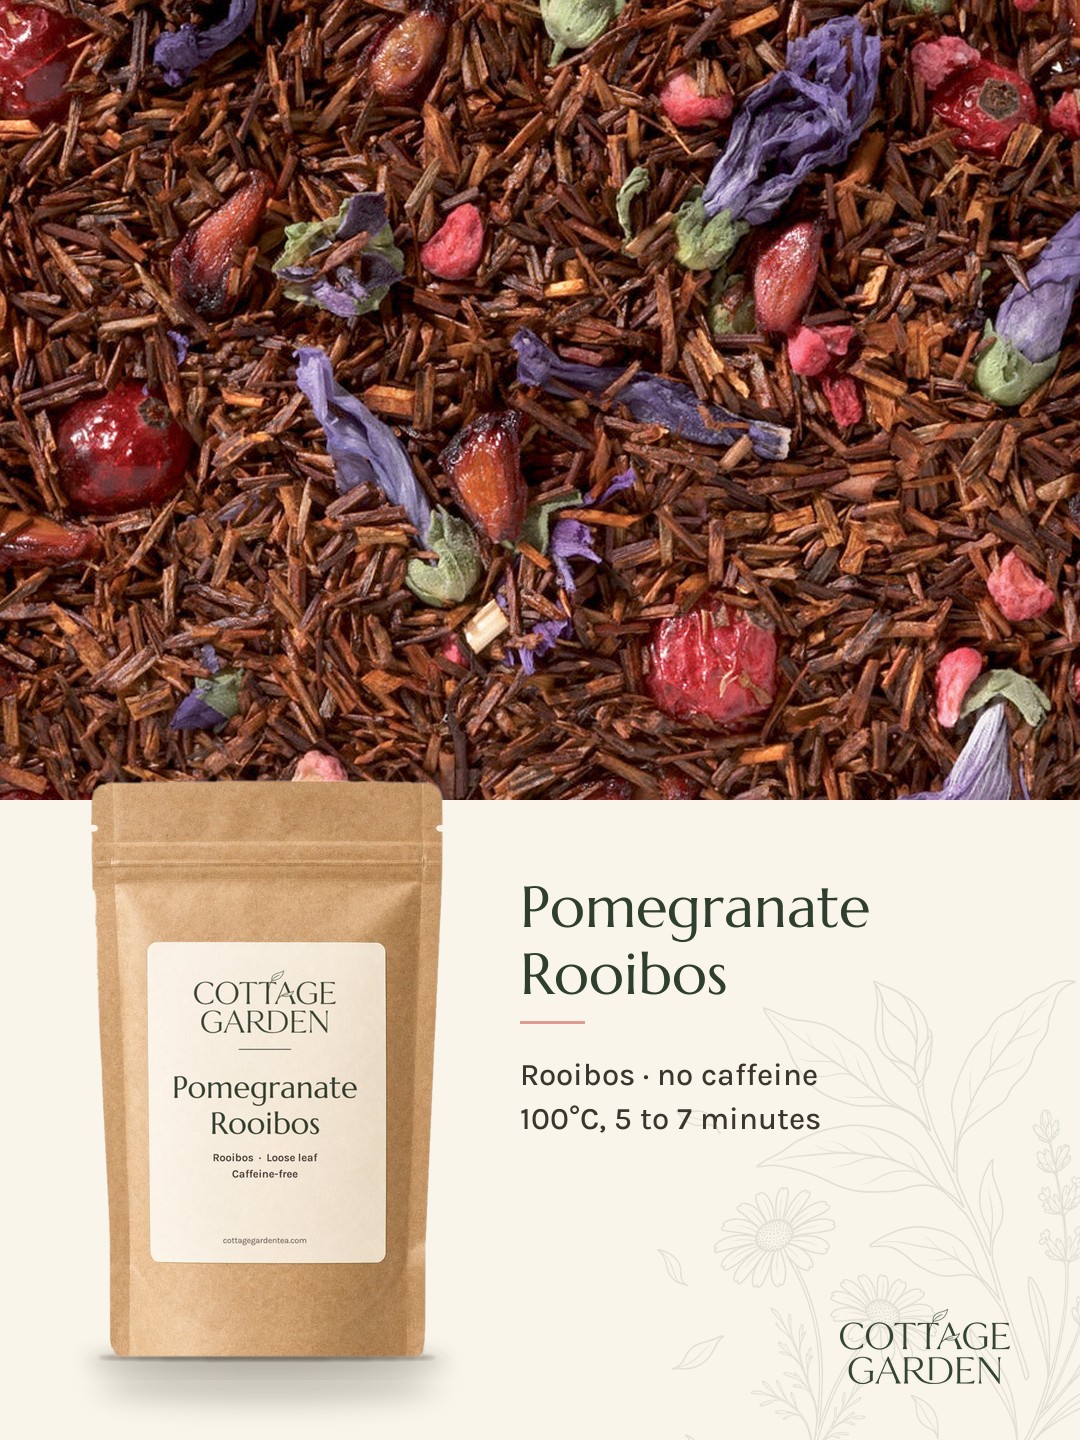 COTTAGE
GARDEN
Pomegranate
Rooibos
Rooibos · Loose leaf
Caffeine-free
cottagegardentea.com
Pomegranate
Rooibos
Rooibos · no caffeine
100°C, 5 to 7 minutes
COTTAGE
GARDEN